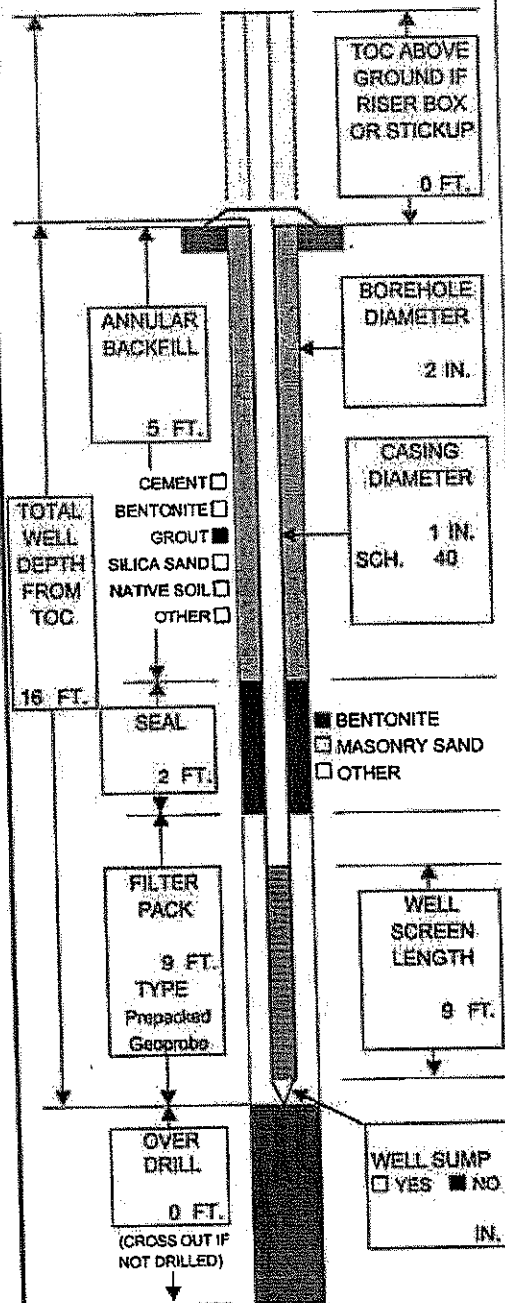 TOC ABOVE
GROUND IF
RISER BOX
OR STICKUP
0 FT.
BOREHOLE
DIAMETER
2 IN.
ANNULAR
BACKFILL
5 FT.
CASING
DIAMETER
1 IN.
SCH. 40
CEMENT □
BENTONITE □
GROUT ■
SILICA SAND □
NATIVE SOIL □
OTHER □
TOTAL
WELL
DEPTH
FROM
TOC
16 FT.
SEAL
2 FT.
■ BENTONITE
□ MASONRY SAND
□ OTHER
FILTER
PACK
9 FT.
TYPE
Prepacked
Geoprobe
WELL
SCREEN
LENGTH
9 FT.
OVER
DRILL
0 FT.
(CROSS OUT IF
NOT DRILLED)
WELL SUMP
□ YES ■ NO
IN.